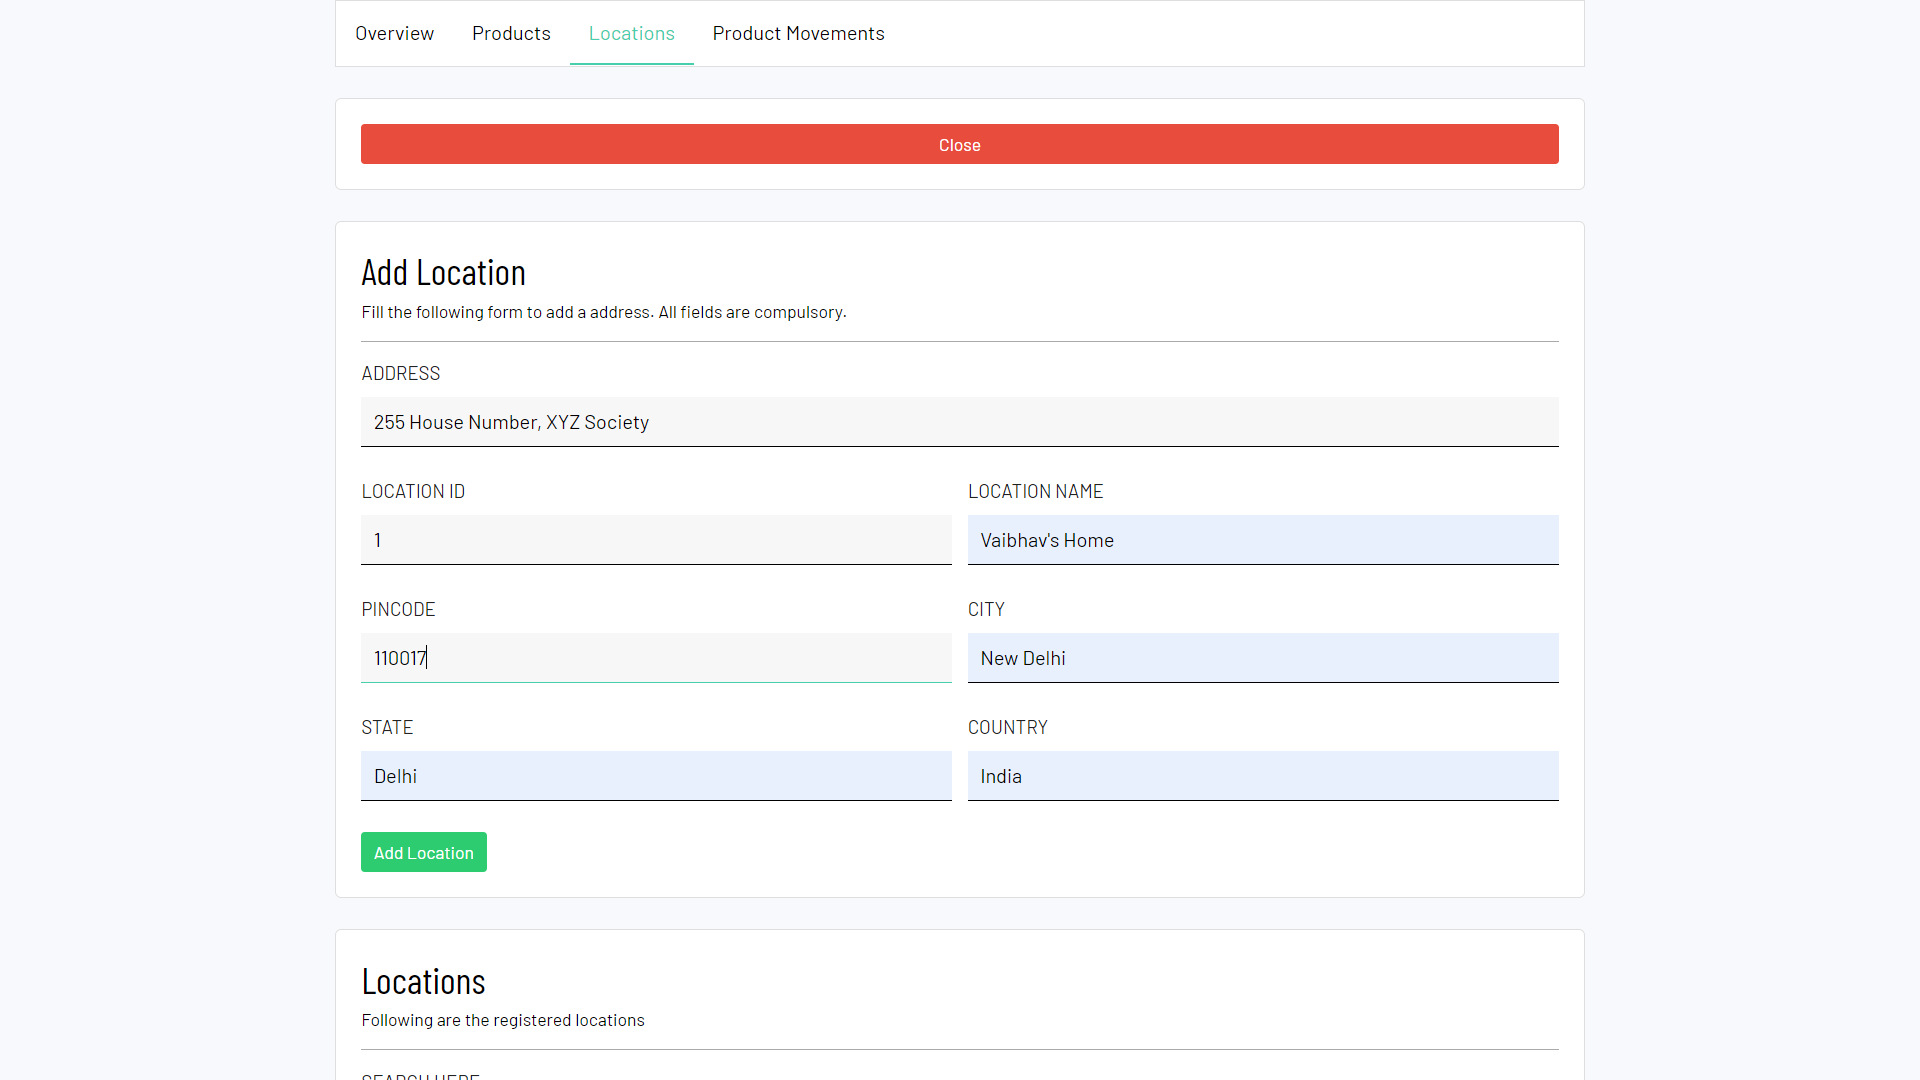 Overview Products Locations Product Movements
Close
Add Location
Fill the following form to add a address. All fields are compulsory.
ADDRESS
255 House Number, XYZ Society
LOCATION ID LOCATION NAME
1 Vaibhav's Home
PINCODE CITY
110017 New Delhi
STATE COUNTRY
Delhi India
Add Location
Locations
Following are the registered locations
SEARCH HERE